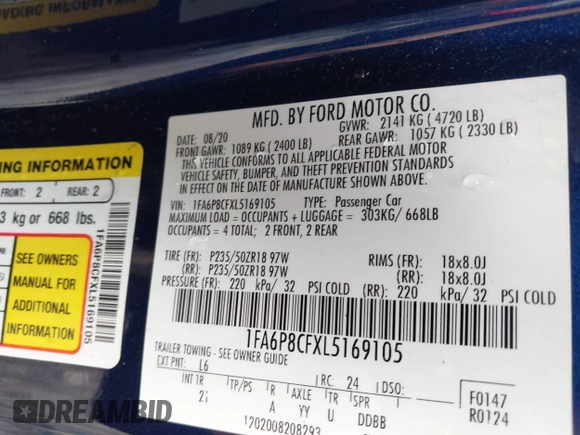 MFD. BY FORD MOTOR CO.
DATE: 08/20 GVWR: 2141 KG ( 4720 LB)
FRONT GAWR: 1089 KG ( 2400 LB) REAR GAWR: 1057 KG ( 2330 LB)
THIS VEHICLE CONFORMS TO ALL APPLICABLE FEDERAL MOTOR
VEHICLE SAFETY, BUMPER, AND THEFT PREVENTION STANDARDS
IN EFFECT ON THE DATE OF MANUFACTURE SHOWN ABOVE.
VIN: 1FA6P8CFXL5169105 TYPE: Passenger Car
MAXIMUM LOAD = OCCUPANTS + LUGGAGE = 303KG/ 668LB
OCCUPANTS = 4 TOTAL; 2 FRONT, 2 REAR
TIRE (FR): P235/50ZR18 97W RIMS (FR): 18x8.0J
(RR): P235/50ZR18 97W (RR): 18x8.0J
PRESSURE (FR): 220 kPa/ 32 PSI COLD (RR): 220 kPa/ 32 PSI COLD
1FA6P8CFXL5169105
TRAILER TOWING - SEE OWNER GUIDE
EXT PNT: L6 RC: 24 DSO: F0147
INT TR TP/PS R AXLE TR SPR R0124
A YY U DDBB
1202008208293
ING INFORMATION
FRONT: 2 REAR: 2
3 kg or 668 lbs.
SEE OWNERS
MANUAL FOR
ADDITIONAL
INFORMATION
1FA6P8CFXL5169105
DREAMBID